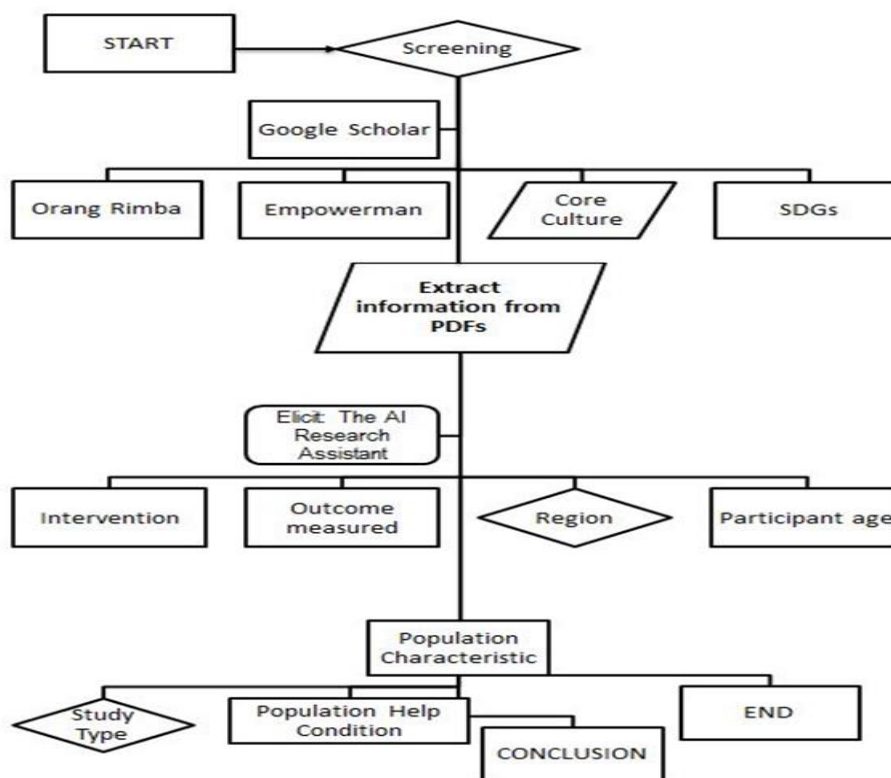 START
Screening
Google Scholar
Orang Rimba
Empowerman
Core
Culture
SDGs
Extract
information from
PDFs
Elicit: The AI
Research
Assistant
Intervention
Outcome
measured
Region
Participant age
Population
Characteristic
Study
Type
Population Help
Condition
CONCLUSION
END